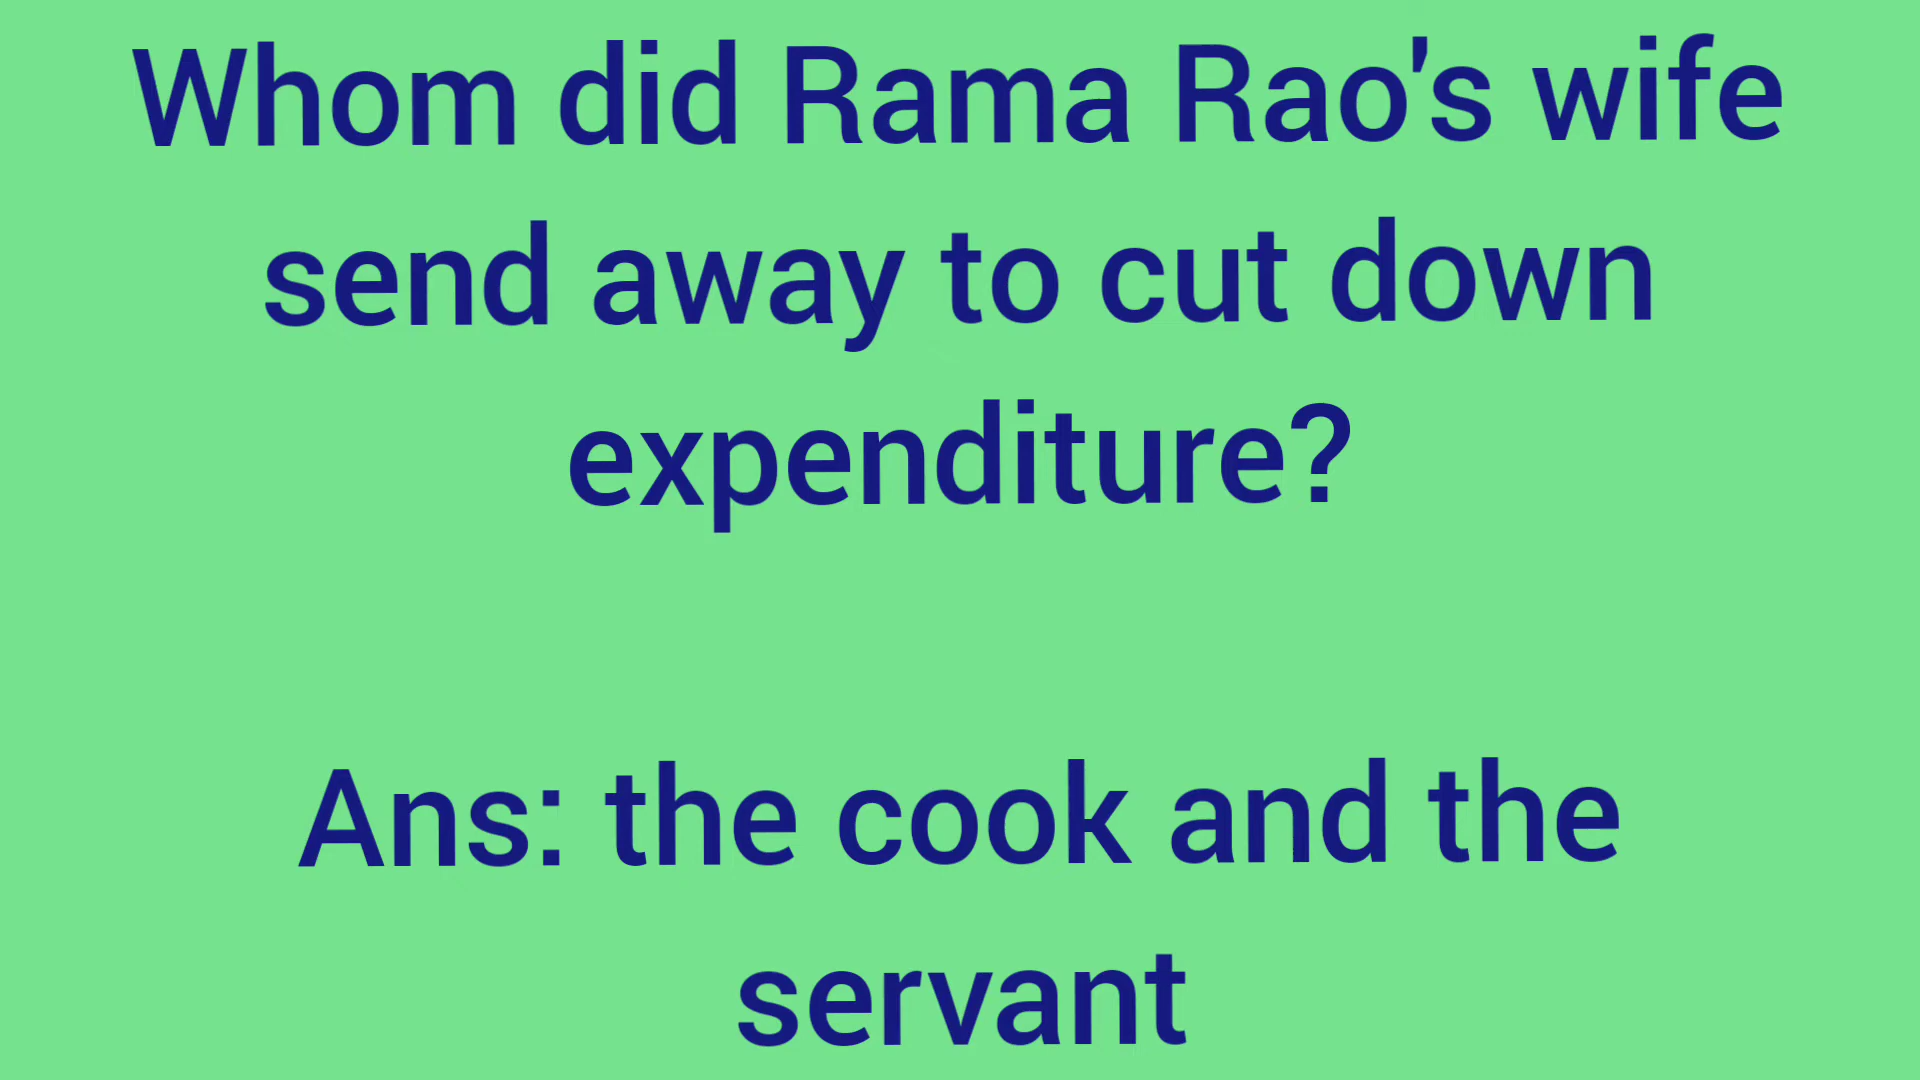 Whom did Rama Rao's wife
send away to cut down
expenditure?
Ans: the cook and the
servant